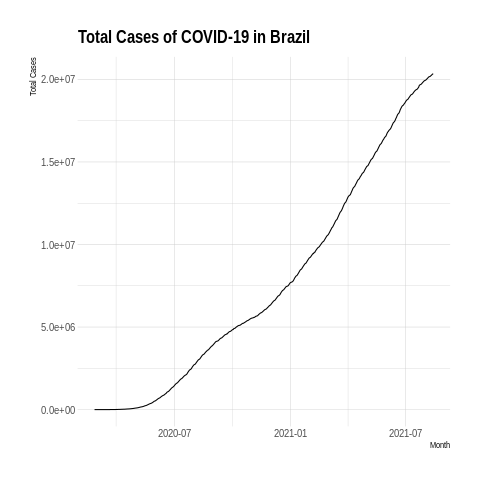 Total Cases of COVID-19 in Brazil
Total Cases
2.0e+07
1.5e+07
1.0e+07
5.0e+06
0.0e+00
2020-07
2021-01
2021-07
Month